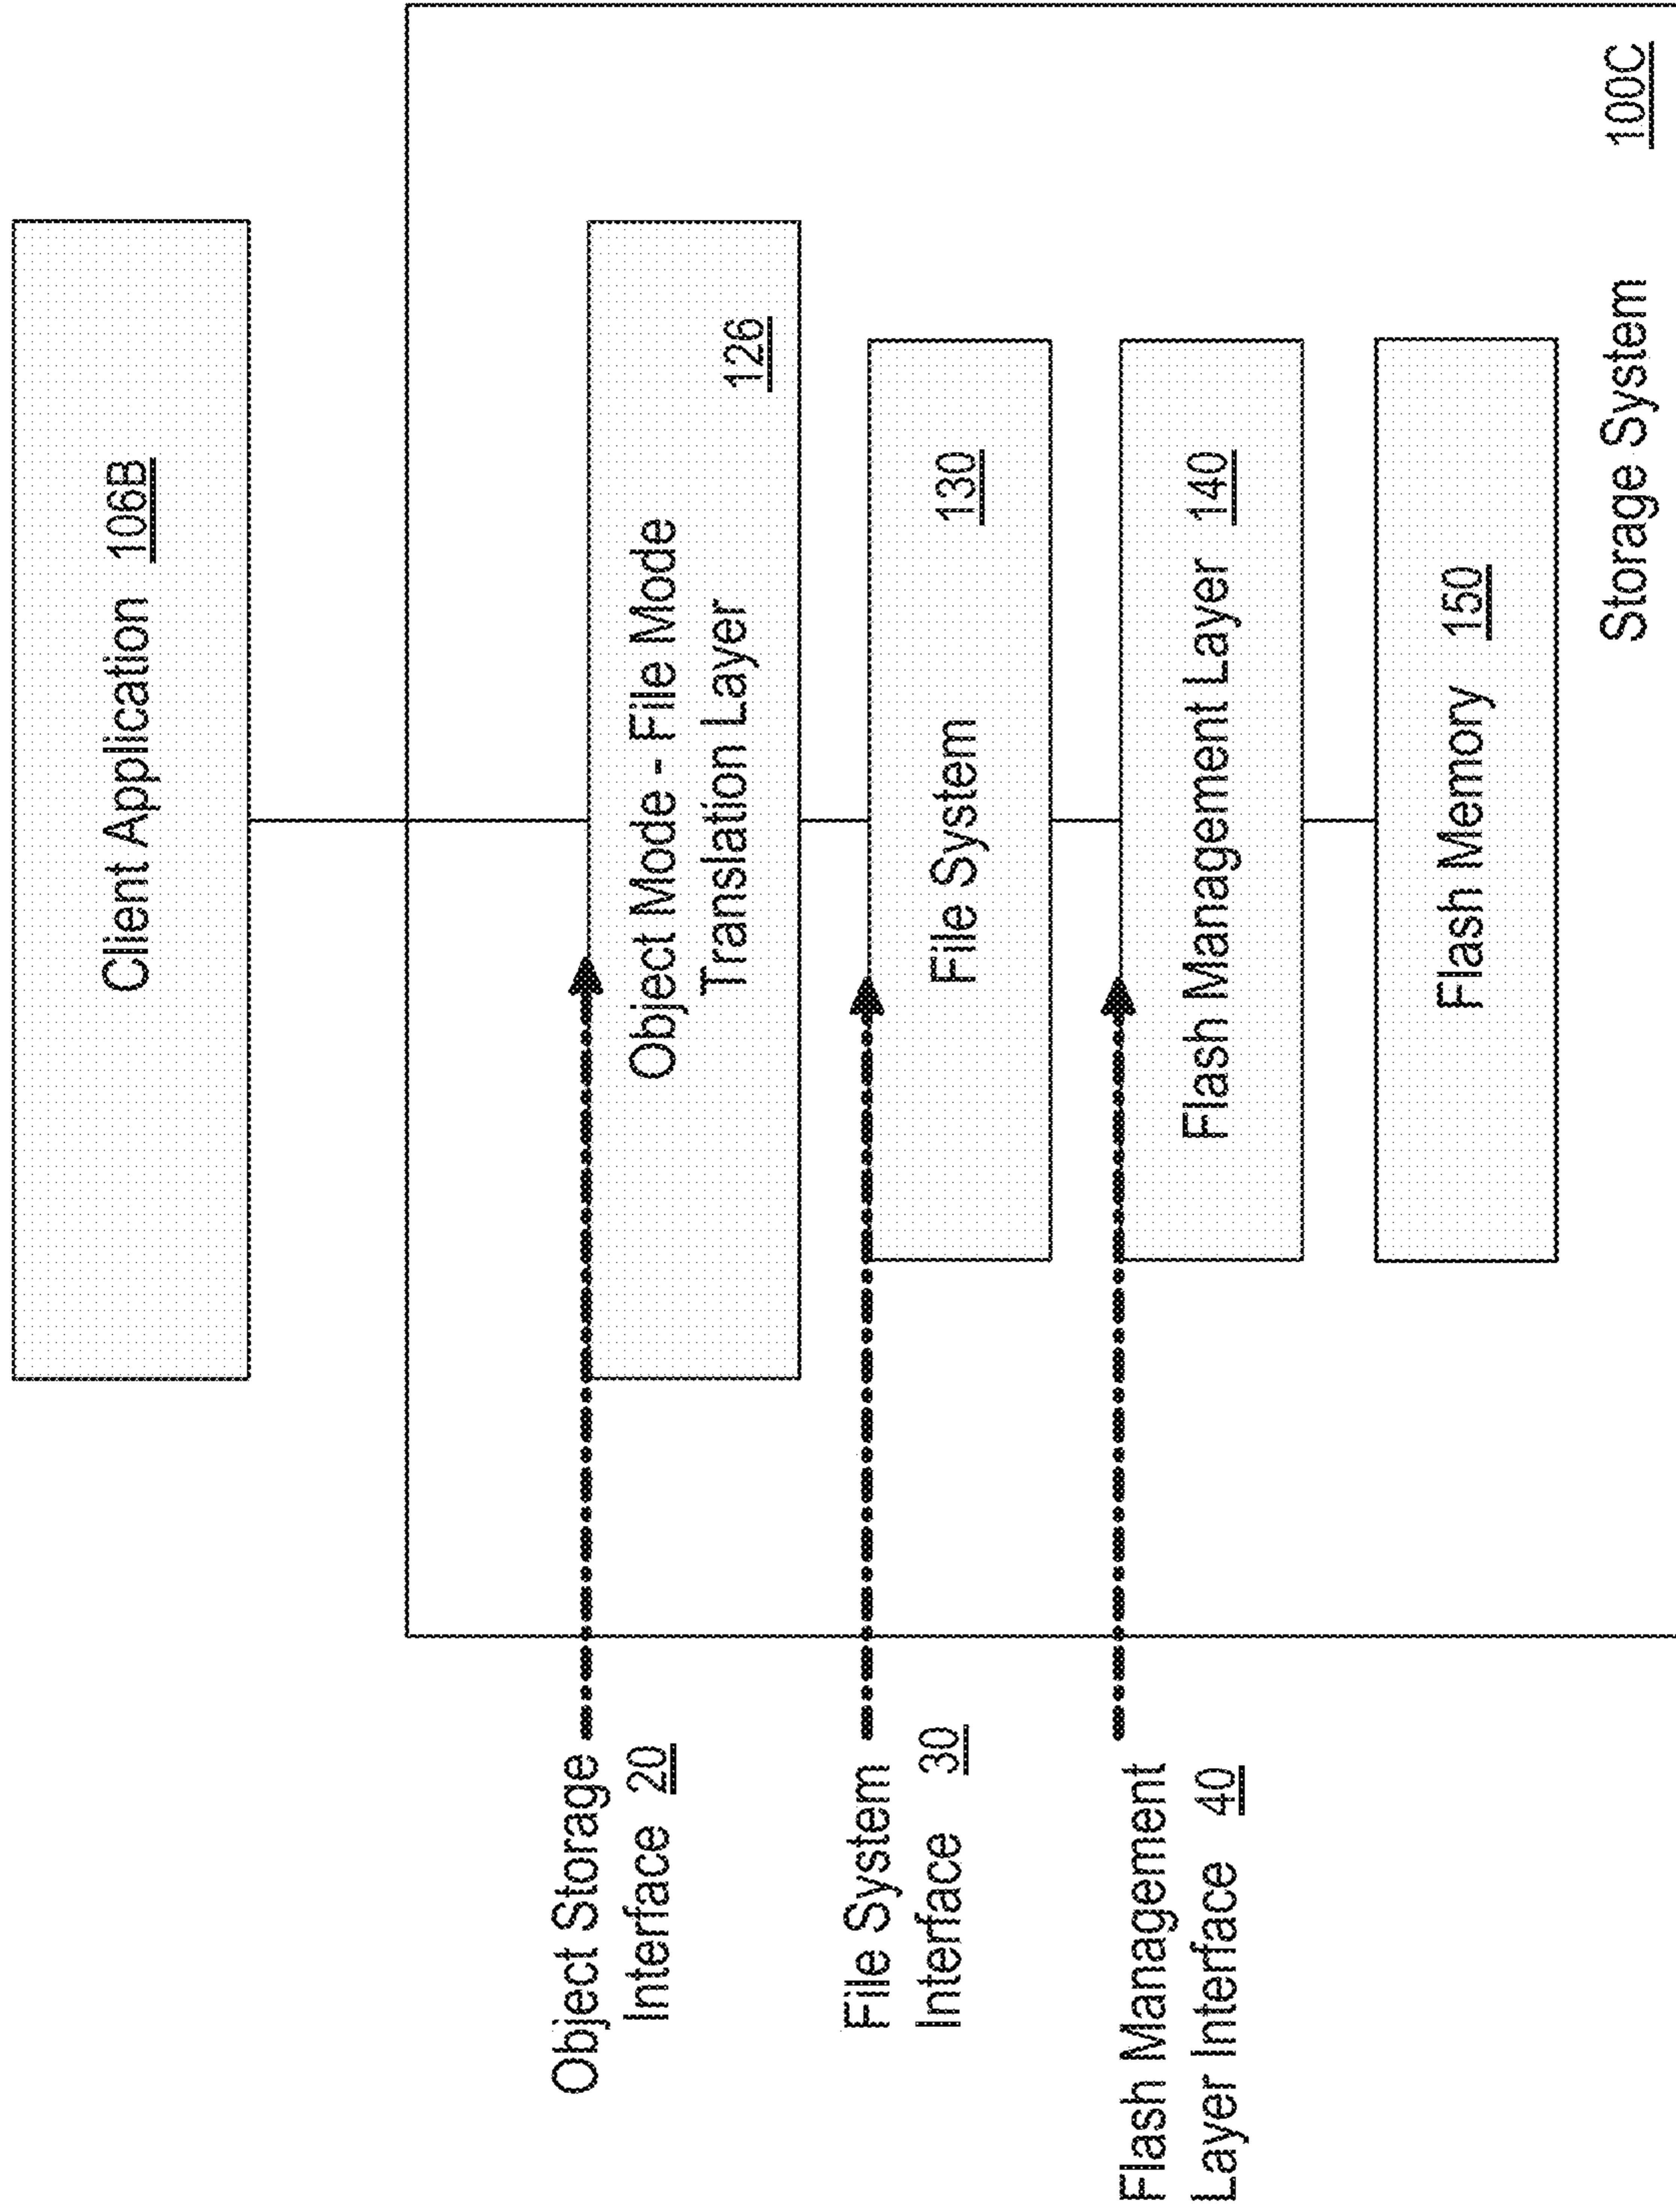 Client Application 106B
Object Storage
Interface 20
Object Mode - File Mode
Translation Layer
126
File System
Interface 30
File System 130
Flash Management
Layer Interface 40
Flash Management Layer 140
Flash Memory 150
Storage System 100C